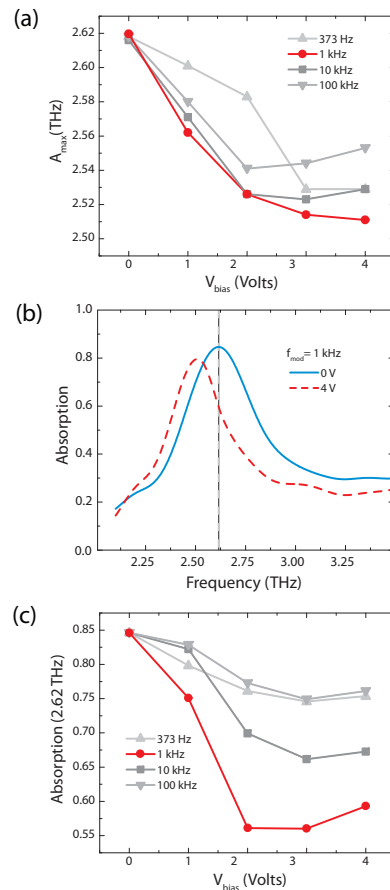 (a)
A_max (THz)
2.62
2.60
2.58
2.56
2.54
2.52
2.50
373 Hz
1 kHz
10 kHz
100 kHz
0 1 2 3 4
V_bias (Volts)
(b)
Absorption
1.0
0.8
0.6
0.4
0.2
0.0
f_mod = 1 kHz
0 V
4 V
2.25 2.50 2.75 3.00 3.25
Frequency (THz)
(c)
Absorption (2.62 THz)
0.85
0.80
0.75
0.70
0.65
0.60
0.55
373 Hz
1 kHz
10 kHz
100 kHz
0 1 2 3 4
V_bias (Volts)